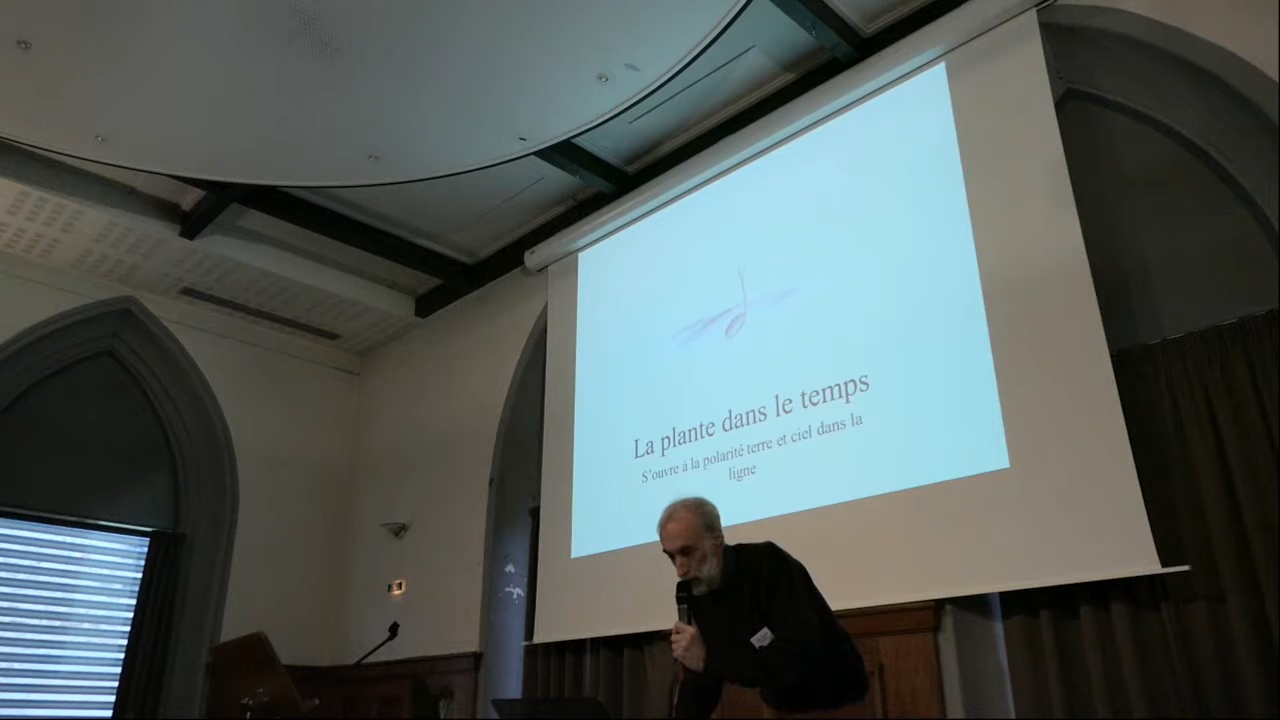 La plante dans le temps
S'ouvre à la polarité terre et ciel dans la
ligne